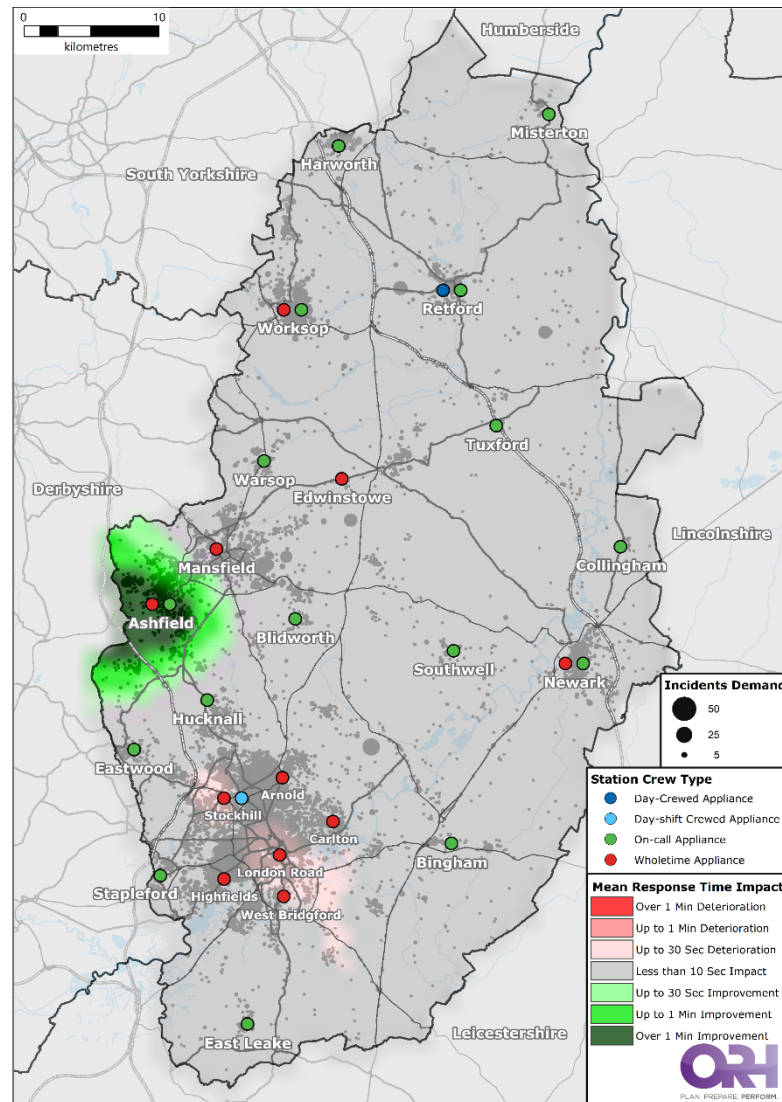 0 10
kilometres
Humberside
Misterton
Harworth
South Yorkshire
Retford
Worksop
Tuxford
Warsop
Edwinstowe
Derbyshire
Lincolnshire
Mansfield
Collingham
Ashfield
Blidworth
Southwell
Newark
Hucknall
Eastwood
Arnold
Stockhill
Carlton
Bingham
London Road
Stapleford
Highfields
West Bridgford
East Leake
Leicestershire
Incidents Demand
50
25
5
Station Crew Type
Day-Crewed Appliance
Day-shift Crewed Appliance
On-call Appliance
Wholetime Appliance
Mean Response Time Impact
Over 1 Min Deterioration
Up to 1 Min Deterioration
Up to 30 Sec Deterioration
Less than 10 Sec Impact
Up to 30 Sec Improvement
Up to 1 Min Improvement
Over 1 Min Improvement
ORH
PLAN. PREPARE. PERFORM.